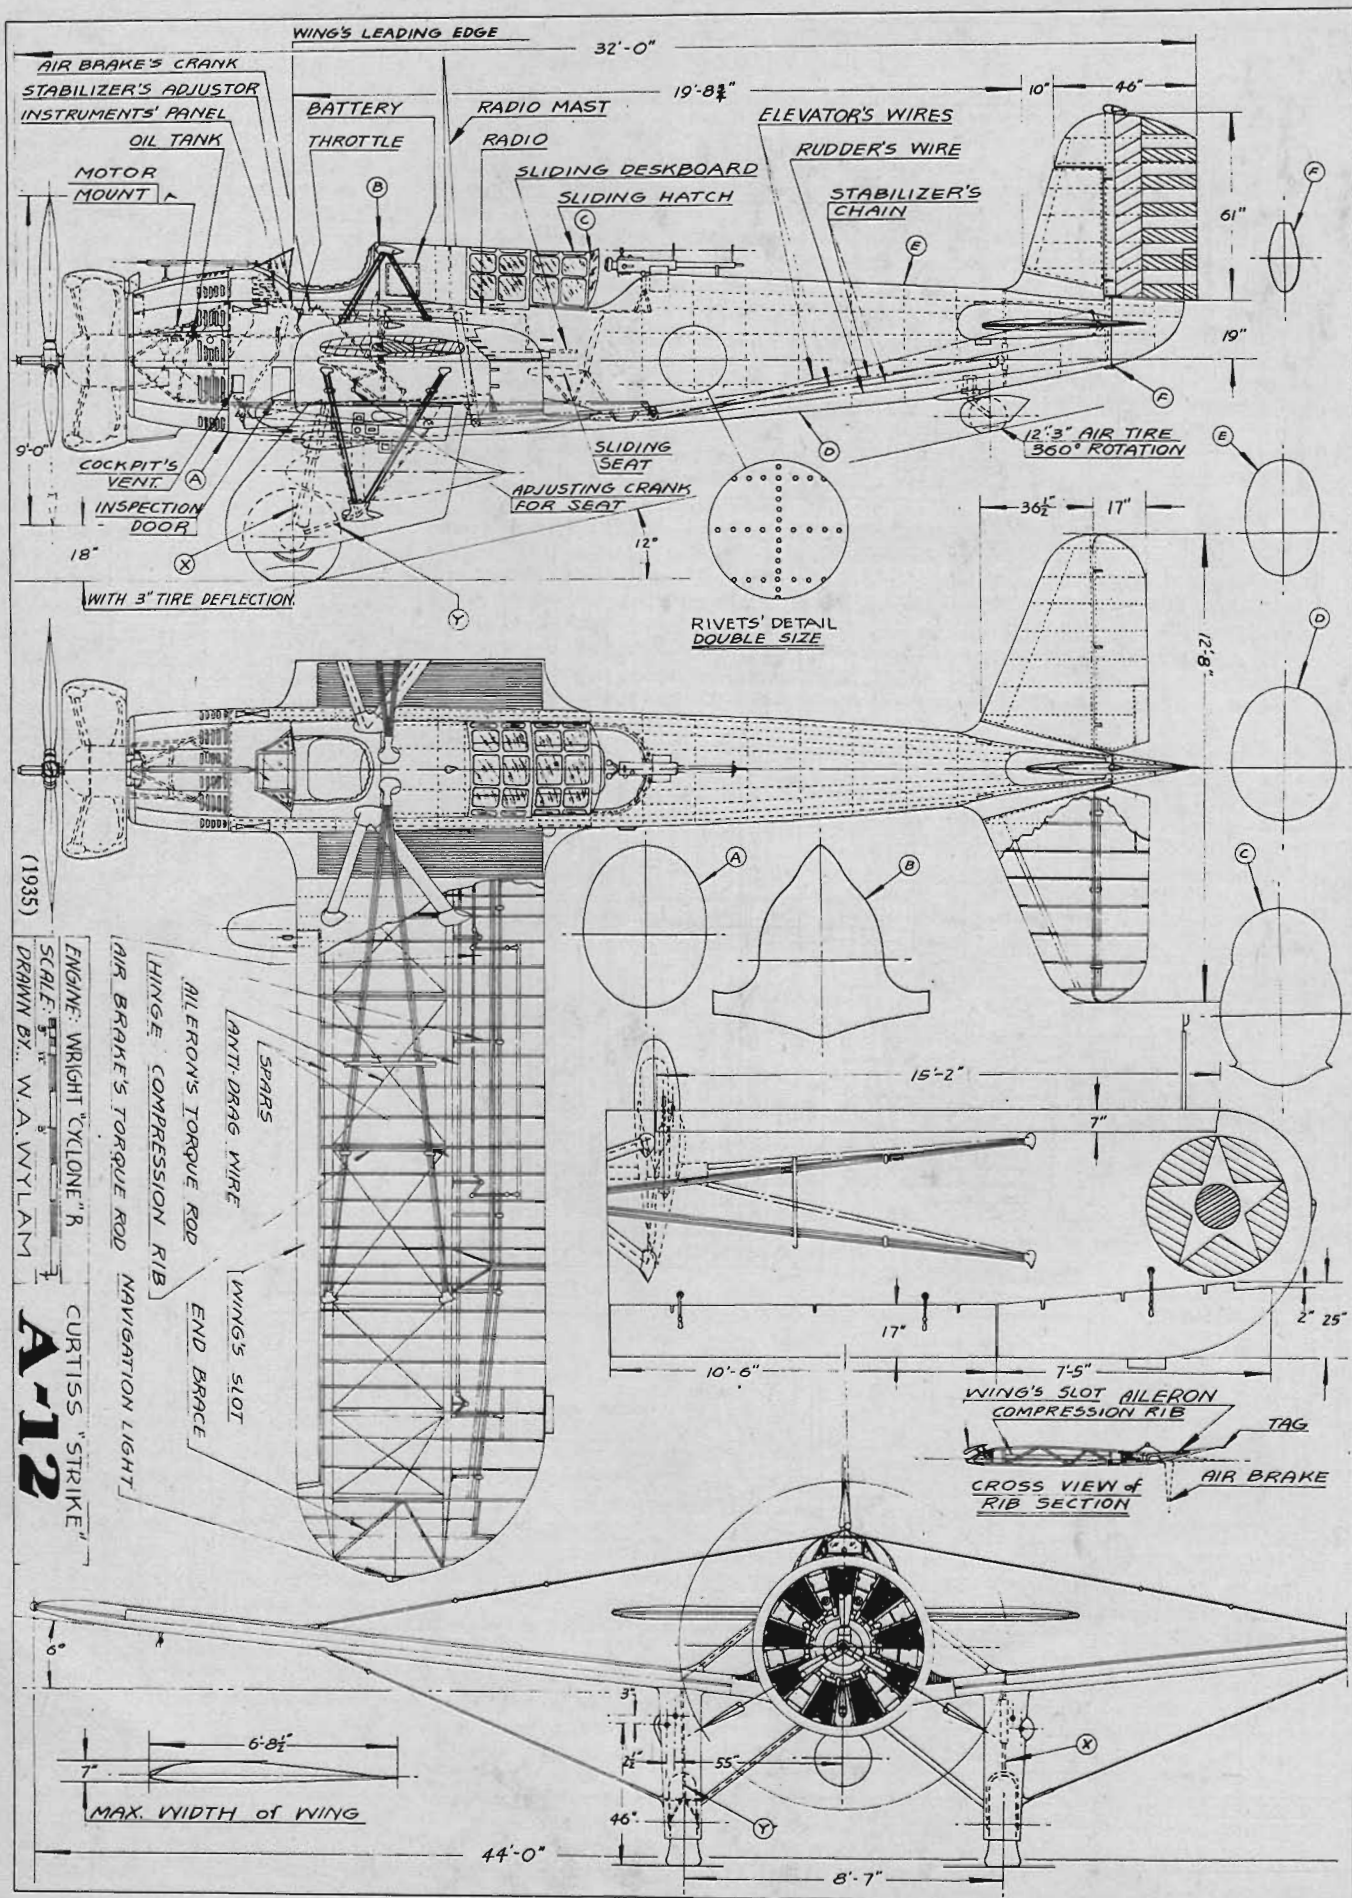 WING'S LEADING EDGE
32'-0"
AIR BRAKE'S CRANK
STABILIZER'S ADJUSTOR
INSTRUMENTS' PANEL
OIL TANK
MOTOR
MOUNT
BATTERY
THROTTLE
19'-8¾"
10"
46"
RADIO MAST
RADIO
ELEVATOR'S WIRES
RUDDER'S WIRE
SLIDING DESKBOARD
SLIDING HATCH
STABILIZER'S
CHAIN
B
C
E
F
61"
19"
F
9'-0"
COCKPIT'S
VENT.
A
INSPECTION
DOOR
X
18"
WITH 3" TIRE DEFLECTION
Y
SLIDING
SEAT
ADJUSTING CRANK
FOR SEAT
12°
D
12"-3" AIR TIRE
360° ROTATION
E
36½"
17"
RIVETS' DETAIL
DOUBLE SIZE
12'-8"
D
A
B
C
(1935)
ENGINE: WRIGHT "CYCLONE" R
SCALE:
DRAWN BY... W.A. WYLAM
CURTISS "STRIKE"
A-12
SPARS
ANTI-DRAG WIRE
AILERON'S TORQUE ROD
HINGE COMPRESSION RIB
AIR BRAKE'S TORQUE ROD
WING'S SLOT
END BRACE
NAVIGATION LIGHT
15'-2"
7"
17"
2"
25"
10'-6"
7'-5"
WING'S SLOT
AILERON
COMPRESSION RIB
TAG
AIR BRAKE
CROSS VIEW of
RIB SECTION
6°
3"
2½"
55"
X
46"
Y
6'-8½"
7"
MAX. WIDTH of WING
44'-0"
8'-7"